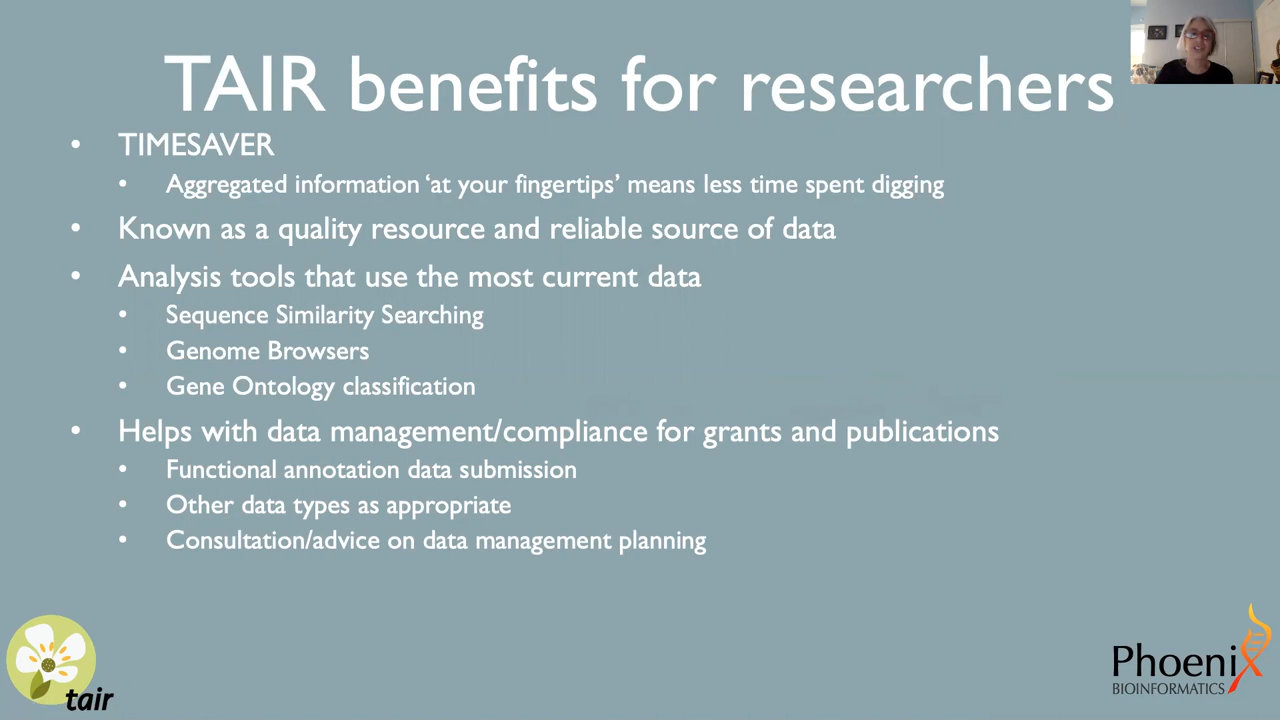 TAIR benefits for researchers
• TIMESAVER
• Aggregated information ‘at your fingertips’ means less time spent digging
• Known as a quality resource and reliable source of data
• Analysis tools that use the most current data
• Sequence Similarity Searching
• Genome Browsers
• Gene Ontology classification
• Helps with data management/compliance for grants and publications
• Functional annotation data submission
• Other data types as appropriate
• Consultation/advice on data management planning
tair
Phoenix
BIOINFORMATICS